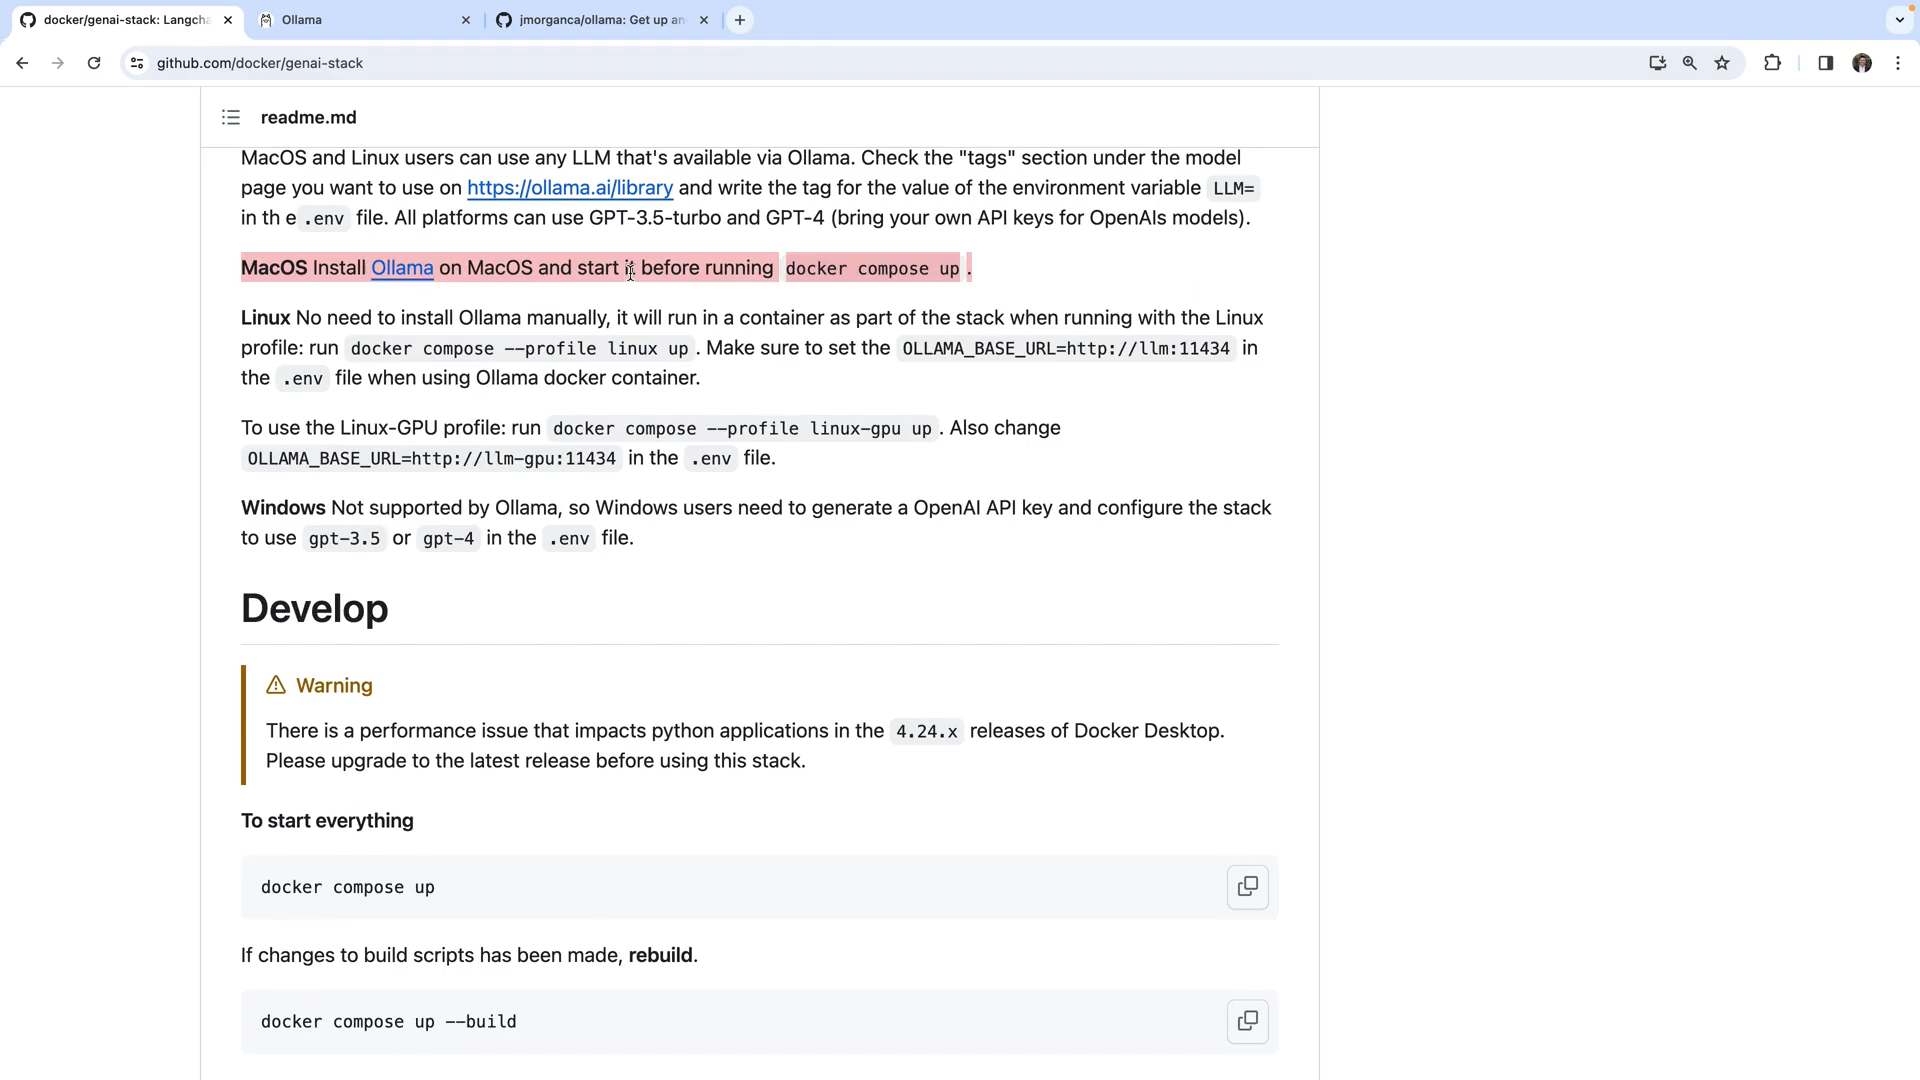 docker/genai-stack: Langcha
Ollama
jmorganca/ollama: Get up an
github.com/docker/genai-stack
readme.md
MacOS and Linux users can use any LLM that's available via Ollama. Check the "tags" section under the model
page you want to use on https://ollama.ai/library and write the tag for the value of the environment variable LLM=
in th e .env file. All platforms can use GPT-3.5-turbo and GPT-4 (bring your own API keys for OpenAIs models).
MacOS Install Ollama on MacOS and start it before running docker compose up .
Linux No need to install Ollama manually, it will run in a container as part of the stack when running with the Linux
profile: run docker compose --profile linux up . Make sure to set the OLLAMA_BASE_URL=http://llm:11434 in
the .env file when using Ollama docker container.
To use the Linux-GPU profile: run docker compose --profile linux-gpu up . Also change
OLLAMA_BASE_URL=http://llm-gpu:11434 in the .env file.
Windows Not supported by Ollama, so Windows users need to generate a OpenAI API key and configure the stack
to use gpt-3.5 or gpt-4 in the .env file.
Develop
Warning
There is a performance issue that impacts python applications in the 4.24.x releases of Docker Desktop.
Please upgrade to the latest release before using this stack.
To start everything
docker compose up
If changes to build scripts has been made, rebuild.
docker compose up --build